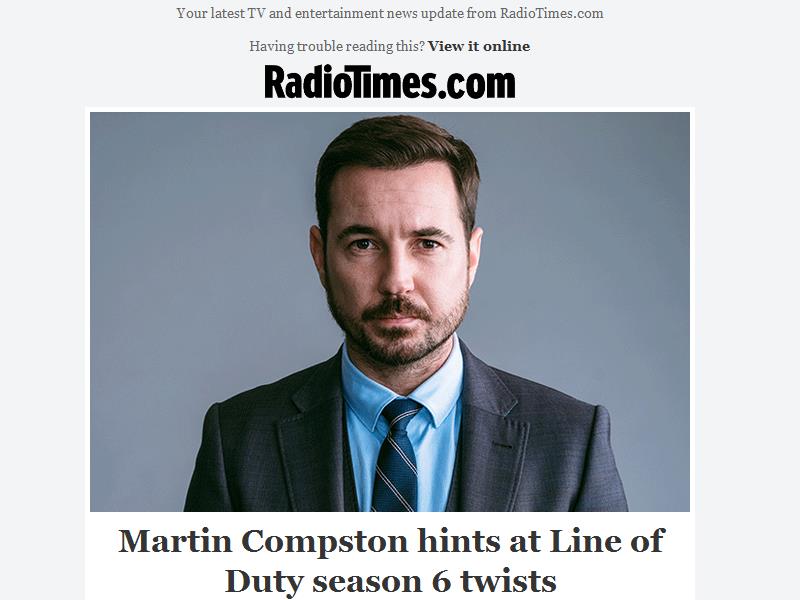 Your latest TV and entertainment news update from RadioTimes.com
Having trouble reading this? View it online
RadioTimes.com
Martin Compston hints at Line of
Duty season 6 twists